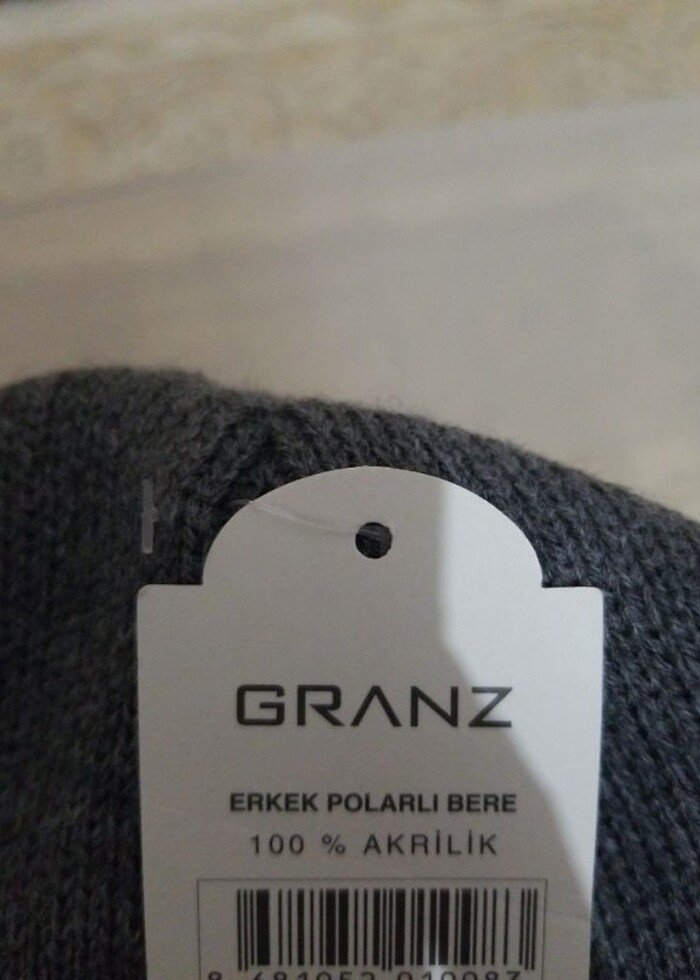 GRANZ
ERKEK POLARLI BERE
100 % AKRİLİK